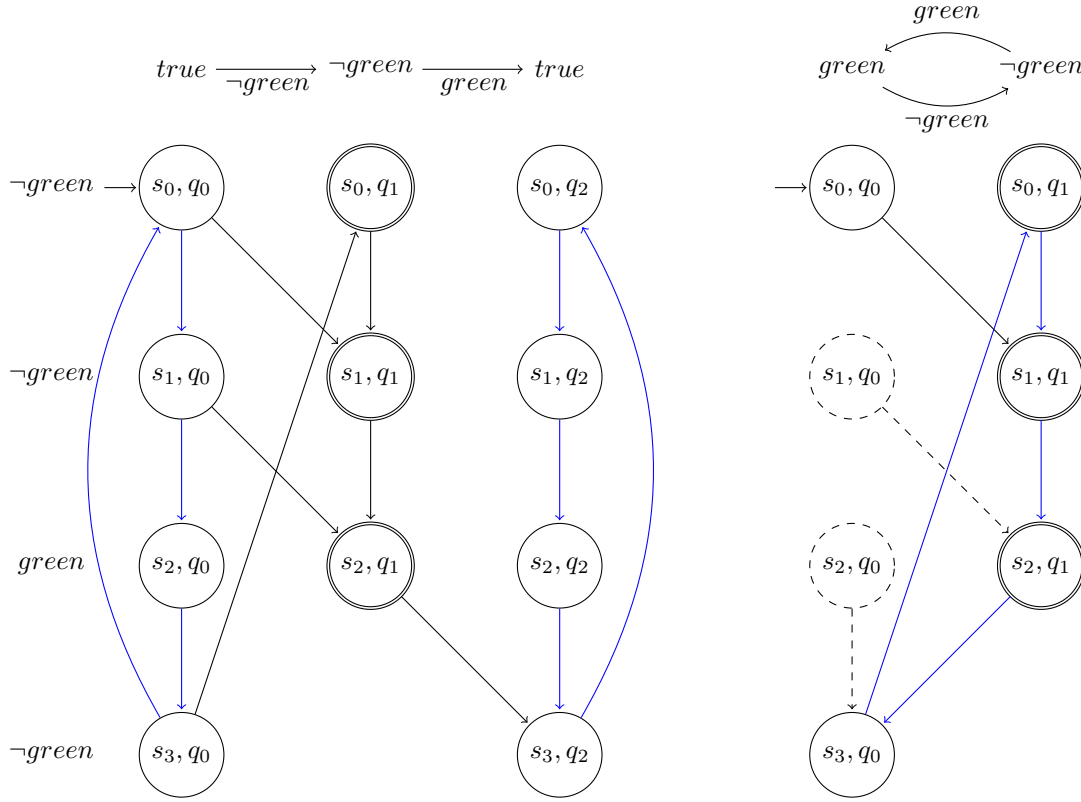 green
true ¬green true green ¬green
¬green green ¬green
¬green s₀, q₀ s₀, q₁ s₀, q₂ s₀, q₀ s₀, q₁
¬green s₁, q₀ s₁, q₁ s₁, q₂ s₁, q₀ s₁, q₁
green s₂, q₀ s₂, q₁ s₂, q₂ s₂, q₀ s₂, q₁
¬green s₃, q₀ s₃, q₂ s₃, q₀